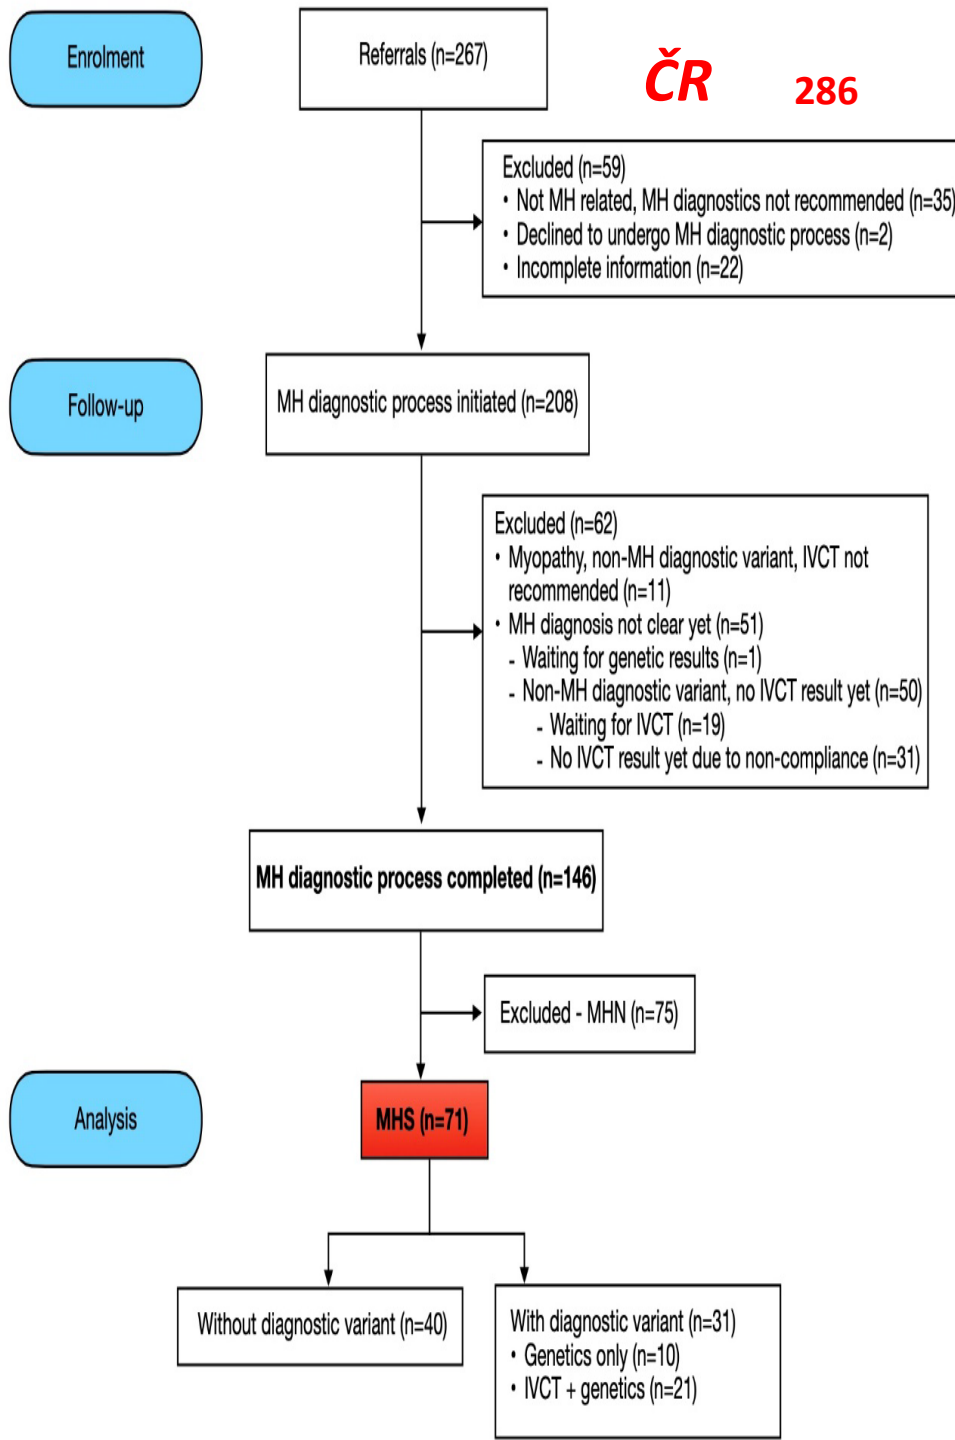 Enrolment
Referrals (n=267)
ČR 286
Excluded (n=59)
• Not MH related, MH diagnostics not recommended (n=35)
• Declined to undergo MH diagnostic process (n=2)
• Incomplete information (n=22)
Follow-up
MH diagnostic process initiated (n=208)
Excluded (n=62)
• Myopathy, non-MH diagnostic variant, IVCT not
recommended (n=11)
• MH diagnosis not clear yet (n=51)
- Waiting for genetic results (n=1)
- Non-MH diagnostic variant, no IVCT result yet (n=50)
- Waiting for IVCT (n=19)
- No IVCT result yet due to non-compliance (n=31)
MH diagnostic process completed (n=146)
Excluded - MHN (n=75)
Analysis
MHS (n=71)
Without diagnostic variant (n=40)
With diagnostic variant (n=31)
• Genetics only (n=10)
• IVCT + genetics (n=21)